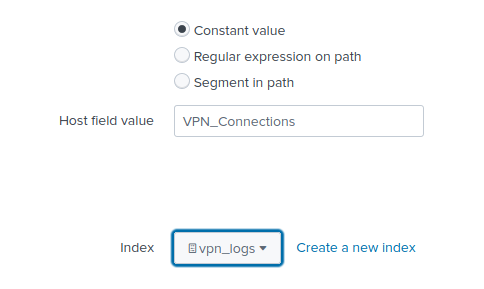 Constant value
Regular expression on path
Segment in path
Host field value VPN_Connections
Index vpn_logs Create a new index